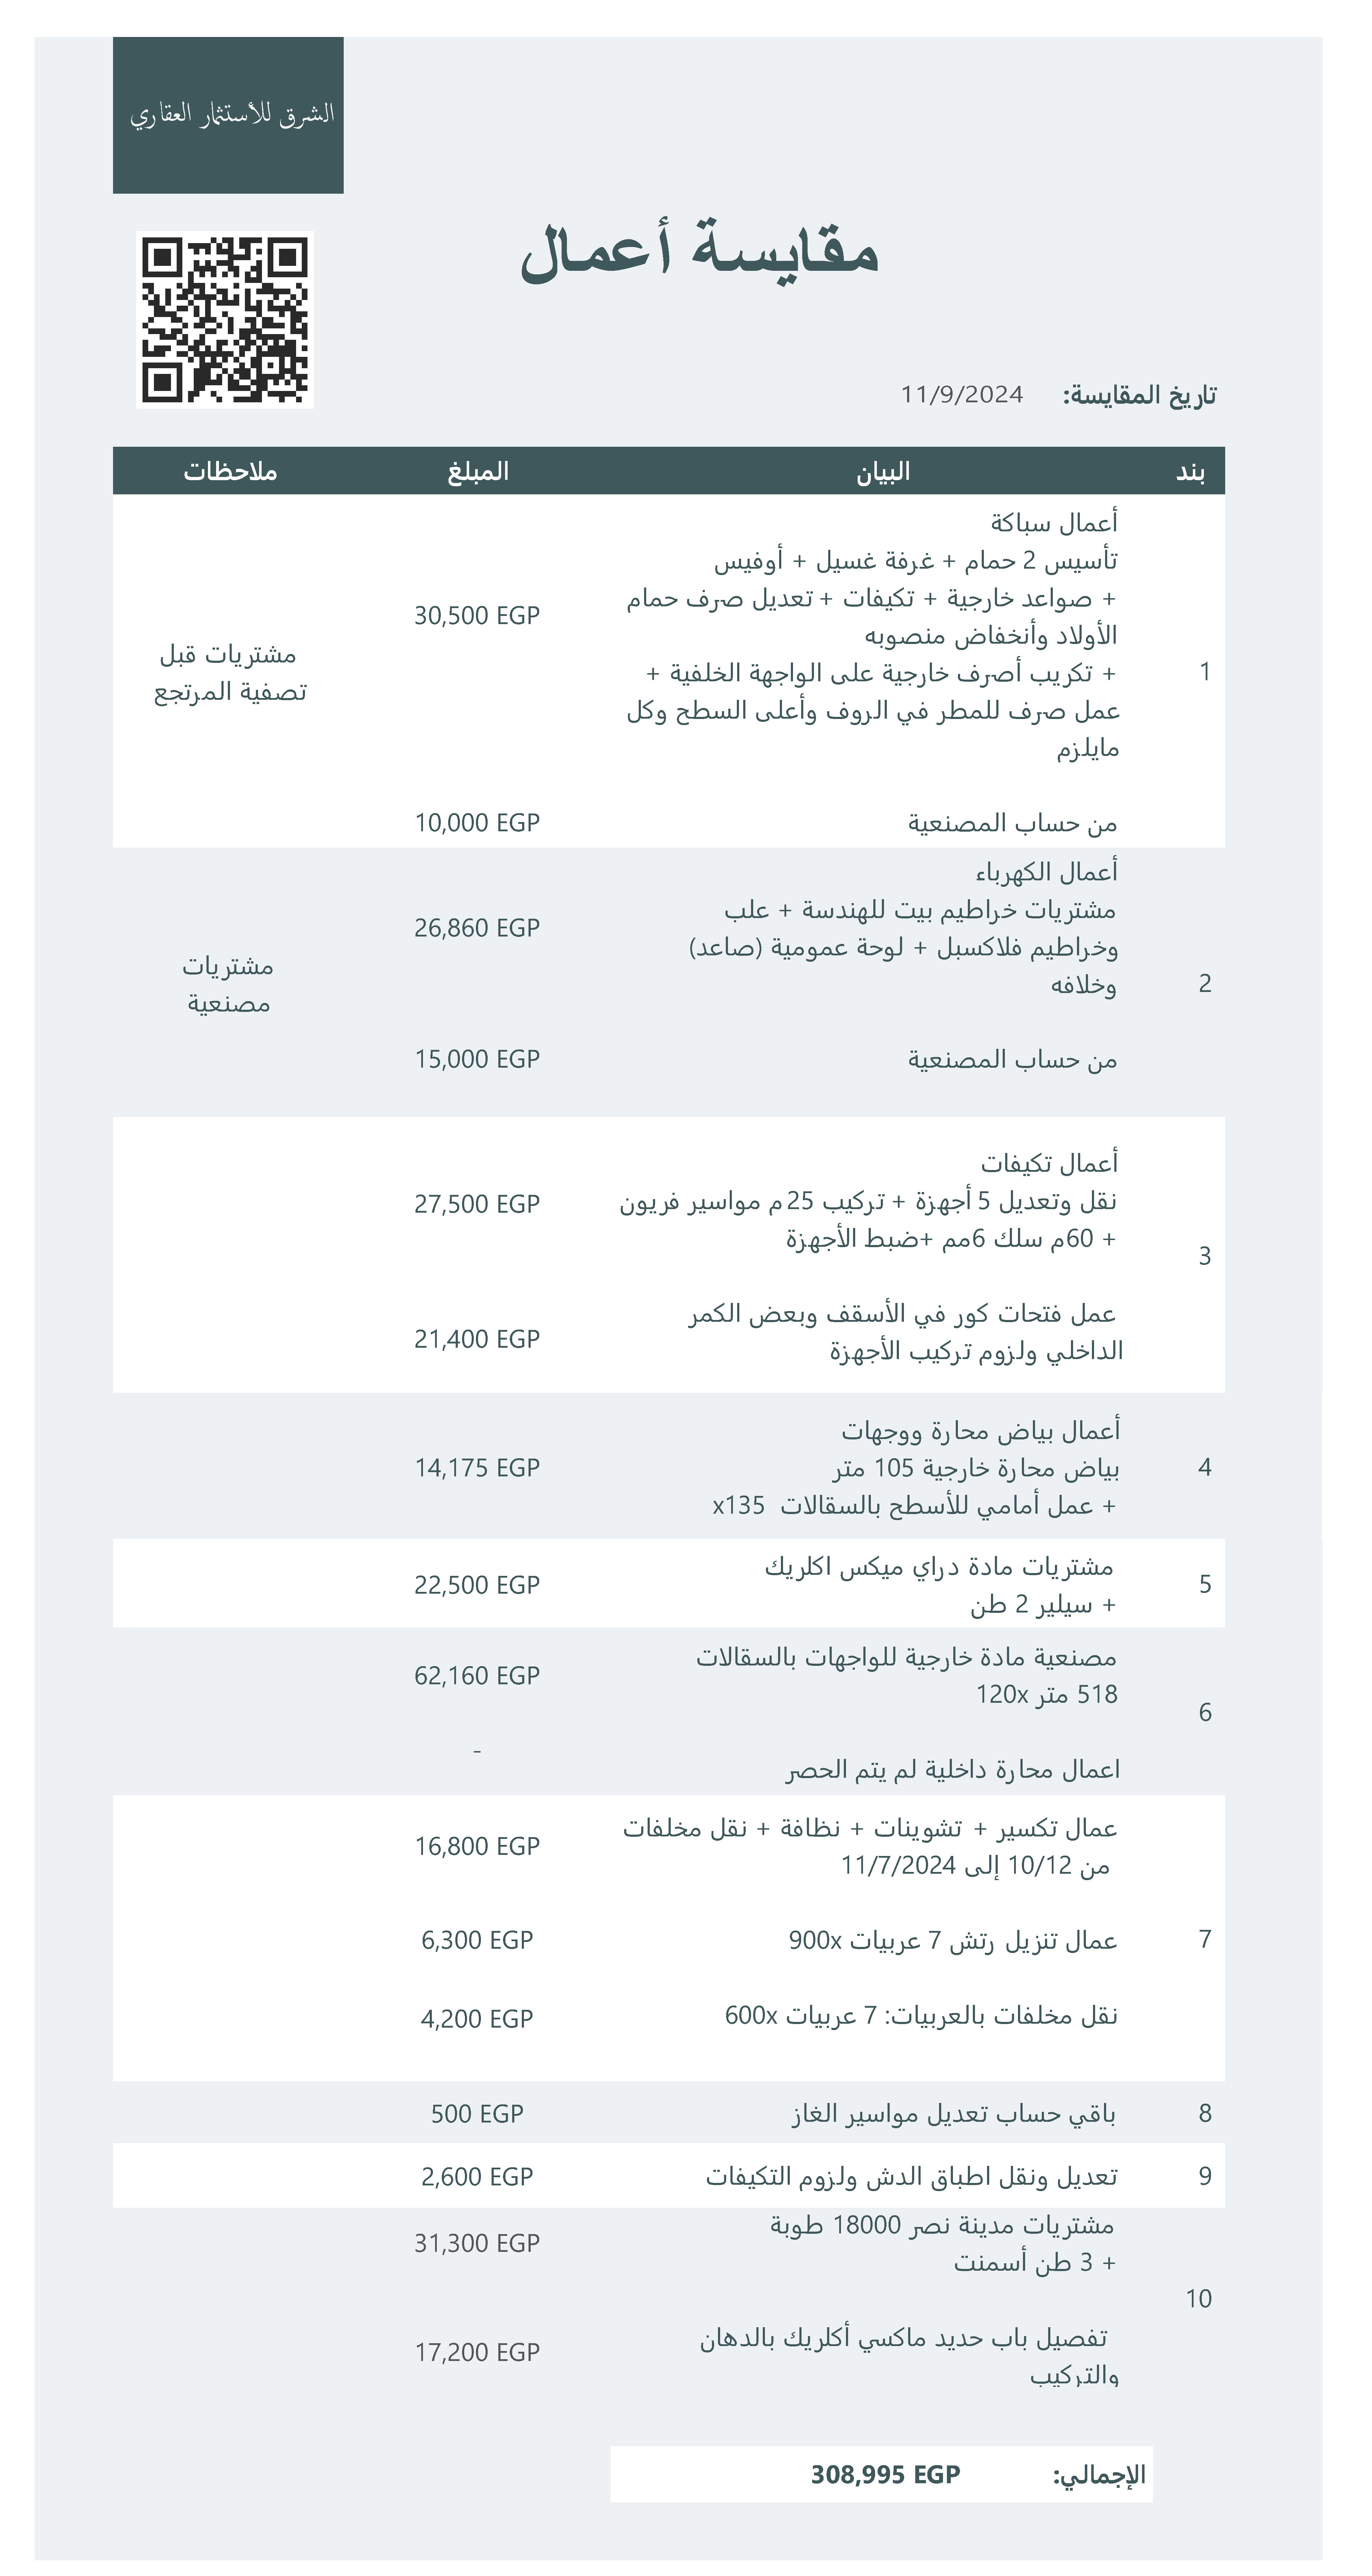 الشرق للأستثمار العقاري
مقايسة أعمال
تاريخ المقايسة: 11/9/2024
بند البيان المبلغ ملاحظات
1
أعمال سباكة
تأسيس 2 حمام + غرفة غسيل + أوفيس
+ صواعد خارجية + تكيفات + تعديل صرف حمام
الأولاد وأنخفاض منصوبه
+ تكريب أصرف خارجية على الواجهة الخلفية +
عمل صرف للمطر في الروف وأعلى السطح وكل
مايلزم
30,500 EGP
مشتريات قبل
تصفية المرتجع
من حساب المصنعية
10,000 EGP
2
أعمال الكهرباء
مشتريات خراطيم بيت للهندسة + علب
وخراطيم فلاكسبل + لوحة عمومية (صاعد)
وخلافه
26,860 EGP
مشتريات
مصنعية
من حساب المصنعية
15,000 EGP
3
أعمال تكيفات
نقل وتعديل 5 أجهزة + تركيب 25 م مواسير فريون
+ 60م سلك 6مم +ضبط الأجهزة
27,500 EGP
عمل فتحات كور في الأسقف وبعض الكمر
الداخلي ولزوم تركيب الأجهزة
21,400 EGP
4
أعمال بياض محارة ووجهات
بياض محارة خارجية 105 متر
+ عمل أمامي للأسطح بالسقالات x135
14,175 EGP
5
مشتريات مادة دراي ميكس اكلريك
+ سيلير 2 طن
22,500 EGP
6
مصنعية مادة خارجية للواجهات بالسقالات
518 متر 120x
62,160 EGP
اعمال محارة داخلية لم يتم الحصر
-
7
عمال تكسير + تشوينات + نظافة + نقل مخلفات
من 10/12 إلى 11/7/2024
16,800 EGP
عمال تنزيل رتش 7 عربيات 900x
6,300 EGP
نقل مخلفات بالعربيات: 7 عربيات 600x
4,200 EGP
8
باقي حساب تعديل مواسير الغاز
500 EGP
9
تعديل ونقل اطباق الدش ولزوم التكيفات
2,600 EGP
10
مشتريات مدينة نصر 18000 طوبة
+ 3 طن أسمنت
31,300 EGP
تفصيل باب حديد ماكسي أكلريك بالدهان
والتركيب
17,200 EGP
الإجمالي: 308,995 EGP